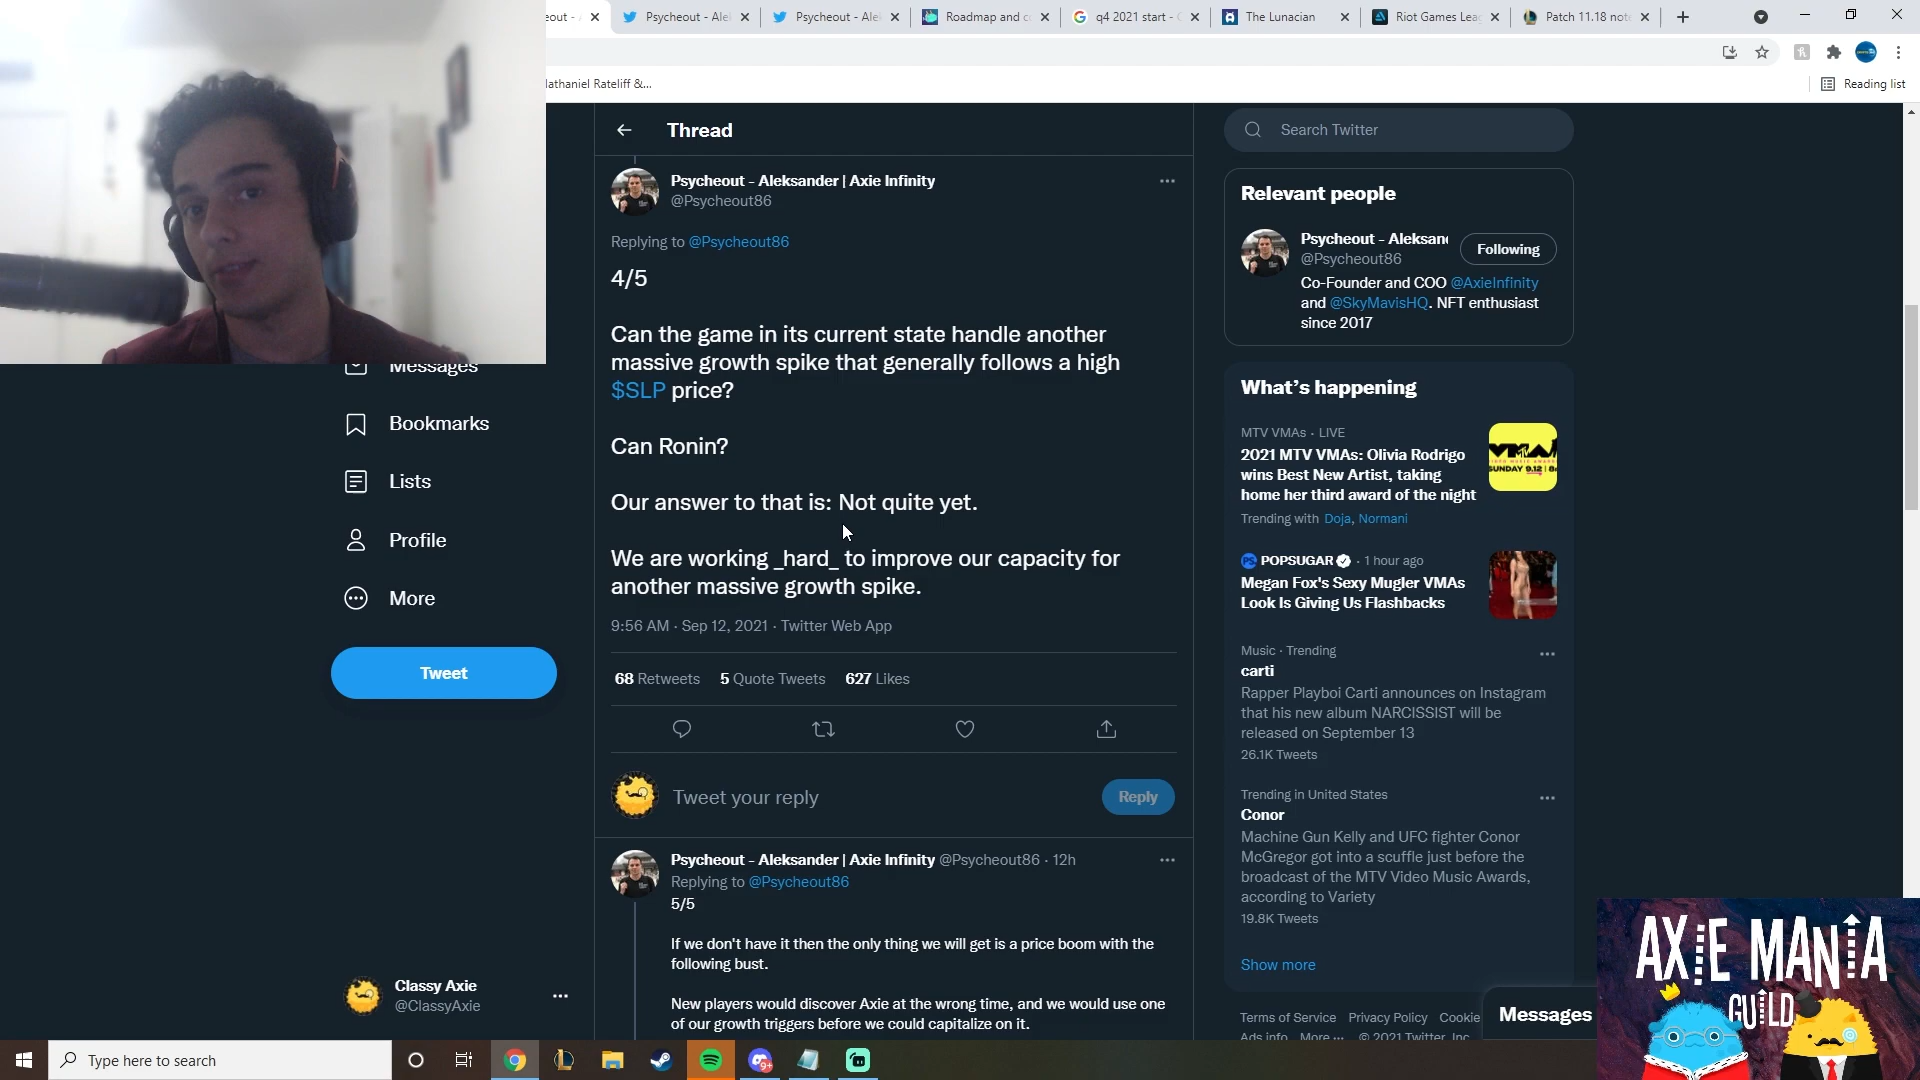 eout -
Psycheout - Ale
Psycheout - Ale
Roadmap and c
q4 2021 start -
The Lunacian
Riot Games Lea
Patch 11.18 not
Nathaniel Rateliff &...
Reading list
Thread
Psycheout - Aleksander | Axie Infinity
@Psycheout86
Replying to @Psycheout86
4/5
Can the game in its current state handle another
massive growth spike that generally follows a high
$SLP price?
Can Ronin?
Our answer to that is: Not quite yet.
We are working _hard_ to improve our capacity for
another massive growth spike.
9:56 AM · Sep 12, 2021 · Twitter Web App
68 Retweets 5 Quote Tweets 627 Likes
Tweet your reply
Reply
Psycheout - Aleksander | Axie Infinity @Psycheout86 · 12h
Replying to @Psycheout86
5/5
If we don't have it then the only thing we will get is a price boom with the
following bust.
New players would discover Axie at the wrong time, and we would use one
of our growth triggers before we could capitalize on it.
Messages
Bookmarks
Lists
Profile
More
Tweet
Classy Axie
@ClassyAxie
Search Twitter
Relevant people
Psycheout - Aleksan
@Psycheout86
Following
Co-Founder and COO @AxieInfinity
and @SkyMavisHQ. NFT enthusiast
since 2017
What's happening
MTV VMAs · LIVE
2021 MTV VMAs: Olivia Rodrigo
wins Best New Artist, taking
home her third award of the night
Trending with Doja, Normani
SUNDAY 9.12
POPSUGAR · 1 hour ago
Megan Fox's Sexy Mugler VMAs
Look Is Giving Us Flashbacks
Music · Trending
carti
Rapper Playboi Carti announces on Instagram
that his new album NARCISSIST will be
released on September 13
26.1K Tweets
Trending in United States
Conor
Machine Gun Kelly and UFC fighter Conor
McGregor got into a scuffle just before the
broadcast of the MTV Video Music Awards,
according to Variety
19.8K Tweets
Show more
Terms of Service Privacy Policy Cookie
Ads info More ··· © 2021 Twitter, Inc.
Messages
AXIE MANIA
GUILD
Type here to search